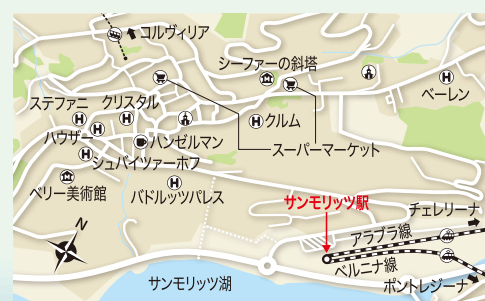 コルヴィリア
シーファーの斜塔
ベーレン
ステファニ
クリスタル
クルム
ハウザー
ハンゼルマン
スーパーマーケット
シュバイツァーホフ
ベリー美術館
バドルッツパレス
サンモリッツ駅
チェレリーナ
アラブラ線
N
ベルニナ線
サンモリッツ湖
ポントレジーナ
H
H
H
H
H
H
H